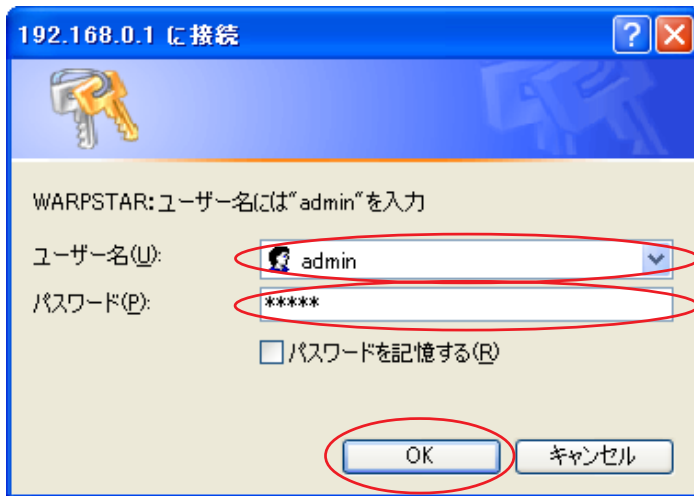 192.168.0.1 に接続
WARPSTAR:ユーザー名には"admin"を入力
ユーザー名(U):
admin
パスワード(P):
*****
パスワードを記憶する(R)
OK キャンセル